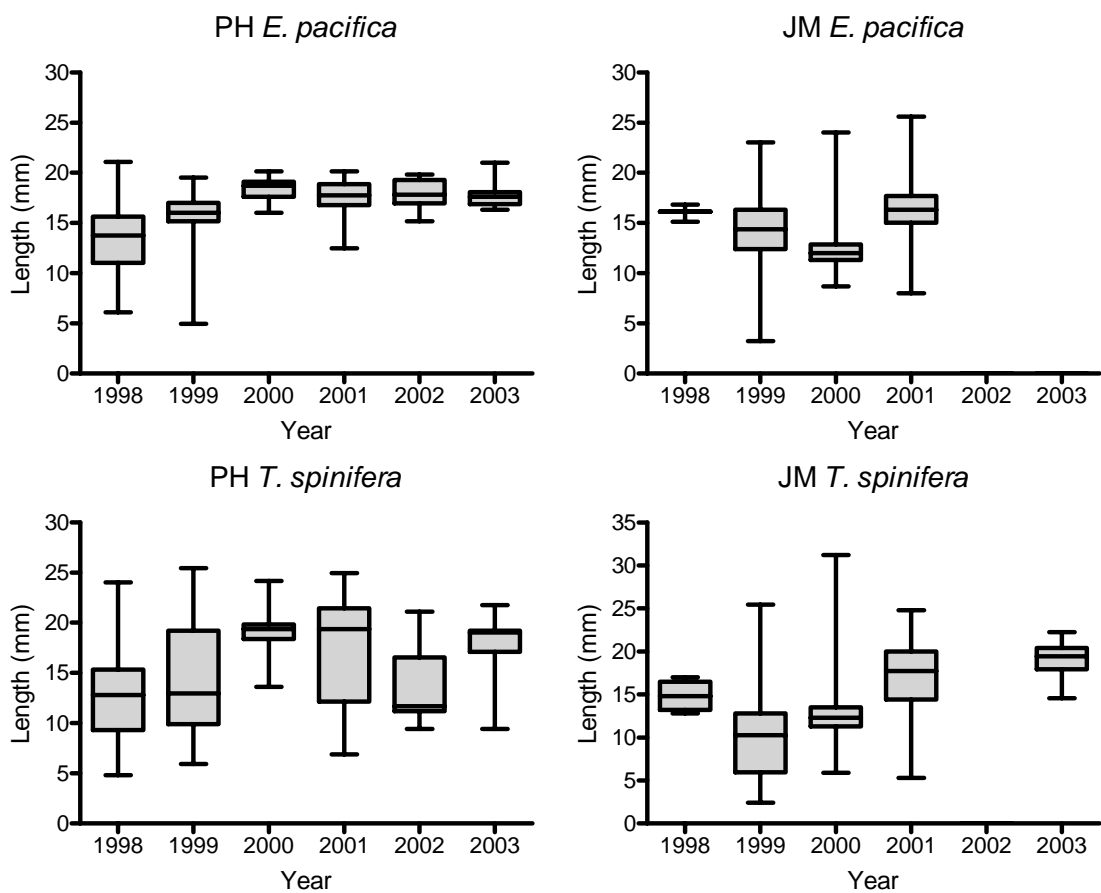 PH E. pacifica
30
25
20
15
10
5
0
Length (mm)
1998 1999 2000 2001 2002 2003
Year
JM E. pacifica
30
25
20
15
10
5
0
Length (mm)
1998 1999 2000 2001 2002 2003
Year
PH T. spinifera
30
25
20
15
10
5
0
Length (mm)
1998 1999 2000 2001 2002 2003
Year
JM T. spinifera
35
30
25
20
15
10
5
0
Length (mm)
1998 1999 2000 2001 2002 2003
Year